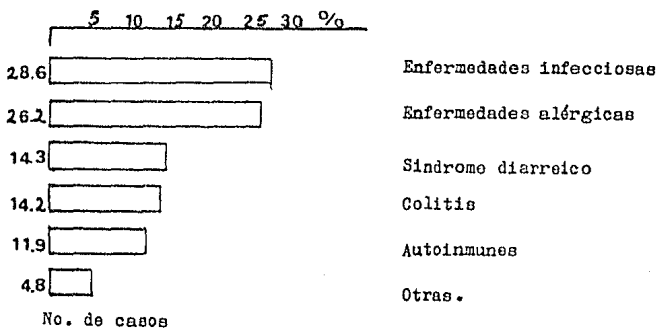 5 10 15 20 25 30 %
28.6 Enfermedades infecciosas
26.2 Enfermedades alérgicas
14.3 Sindrome diarreico
14.2 Colitis
11.9 Autoinmunes
4.8 Otras.
No. de casos